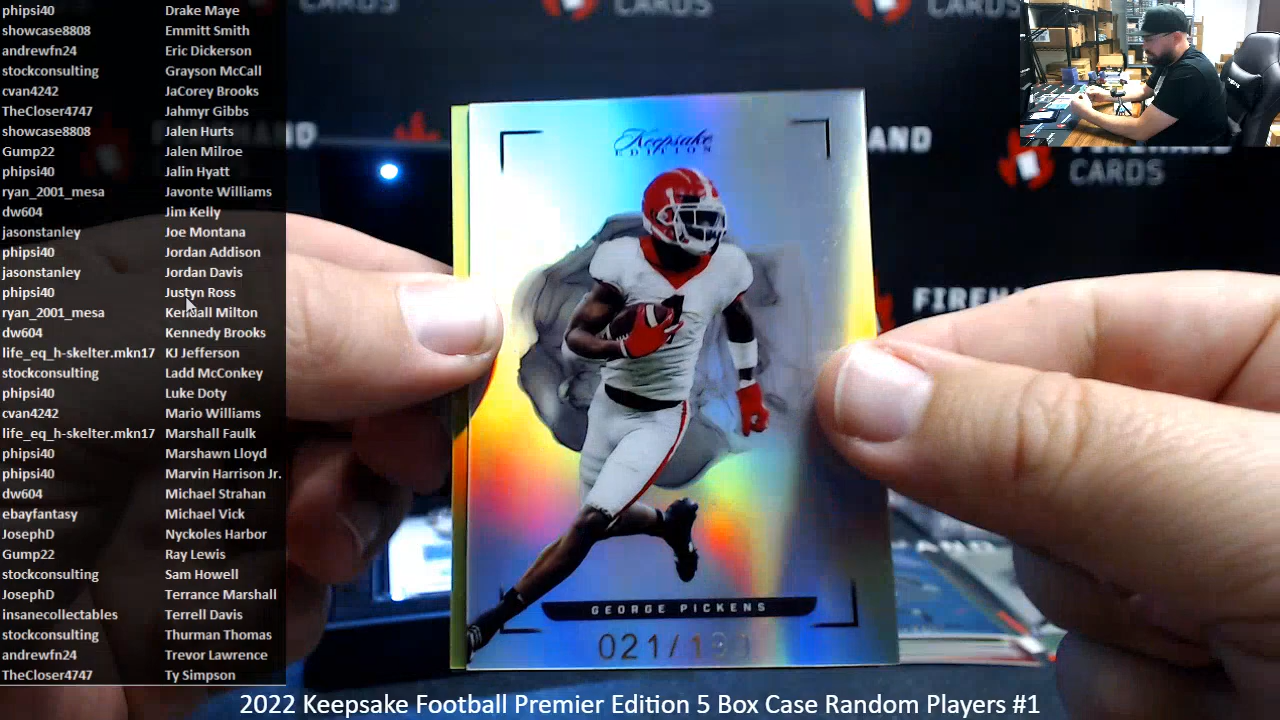 phipsi40 Drake Maye
showcase8808 Emmitt Smith
andrewfn24 Eric Dickerson
stockconsulting Grayson McCall
cvan4242 JaCorey Brooks
TheCloser4747 Jahmyr Gibbs
showcase8808 Jalen Hurts
Gump22 Jalen Milroe
phipsi40 Jalin Hyatt
ryan_2001_mesa Javonte Williams
dw604 Jim Kelly
jasonstanley Joe Montana
phipsi40 Jordan Addison
jasonstanley Jordan Davis
phipsi40 Justyn Ross
ryan_2001_mesa Kendall Milton
dw604 Kennedy Brooks
life_eq_h-skelter.mkn17 KJ Jefferson
stockconsulting Ladd McConkey
phipsi40 Luke Doty
cvan4242 Mario Williams
life_eq_h-skelter.mkn17 Marshall Faulk
phipsi40 Marshawn Lloyd
phipsi40 Marvin Harrison Jr.
dw604 Michael Strahan
ebayfantasy Michael Vick
JosephD Nyckoles Harbor
Gump22 Ray Lewis
stockconsulting Sam Howell
JosephD Terrance Marshall
insanecollectables Terrell Davis
stockconsulting Thurman Thomas
andrewfn24 Trevor Lawrence
TheCloser4747 Ty Simpson
CARDS
CARDS
CARDS
Keepsake
EDITION
GEORGE PICKENS
021/1
CARDS
2022 Keepsake Football Premier Edition 5 Box Case Random Players #1